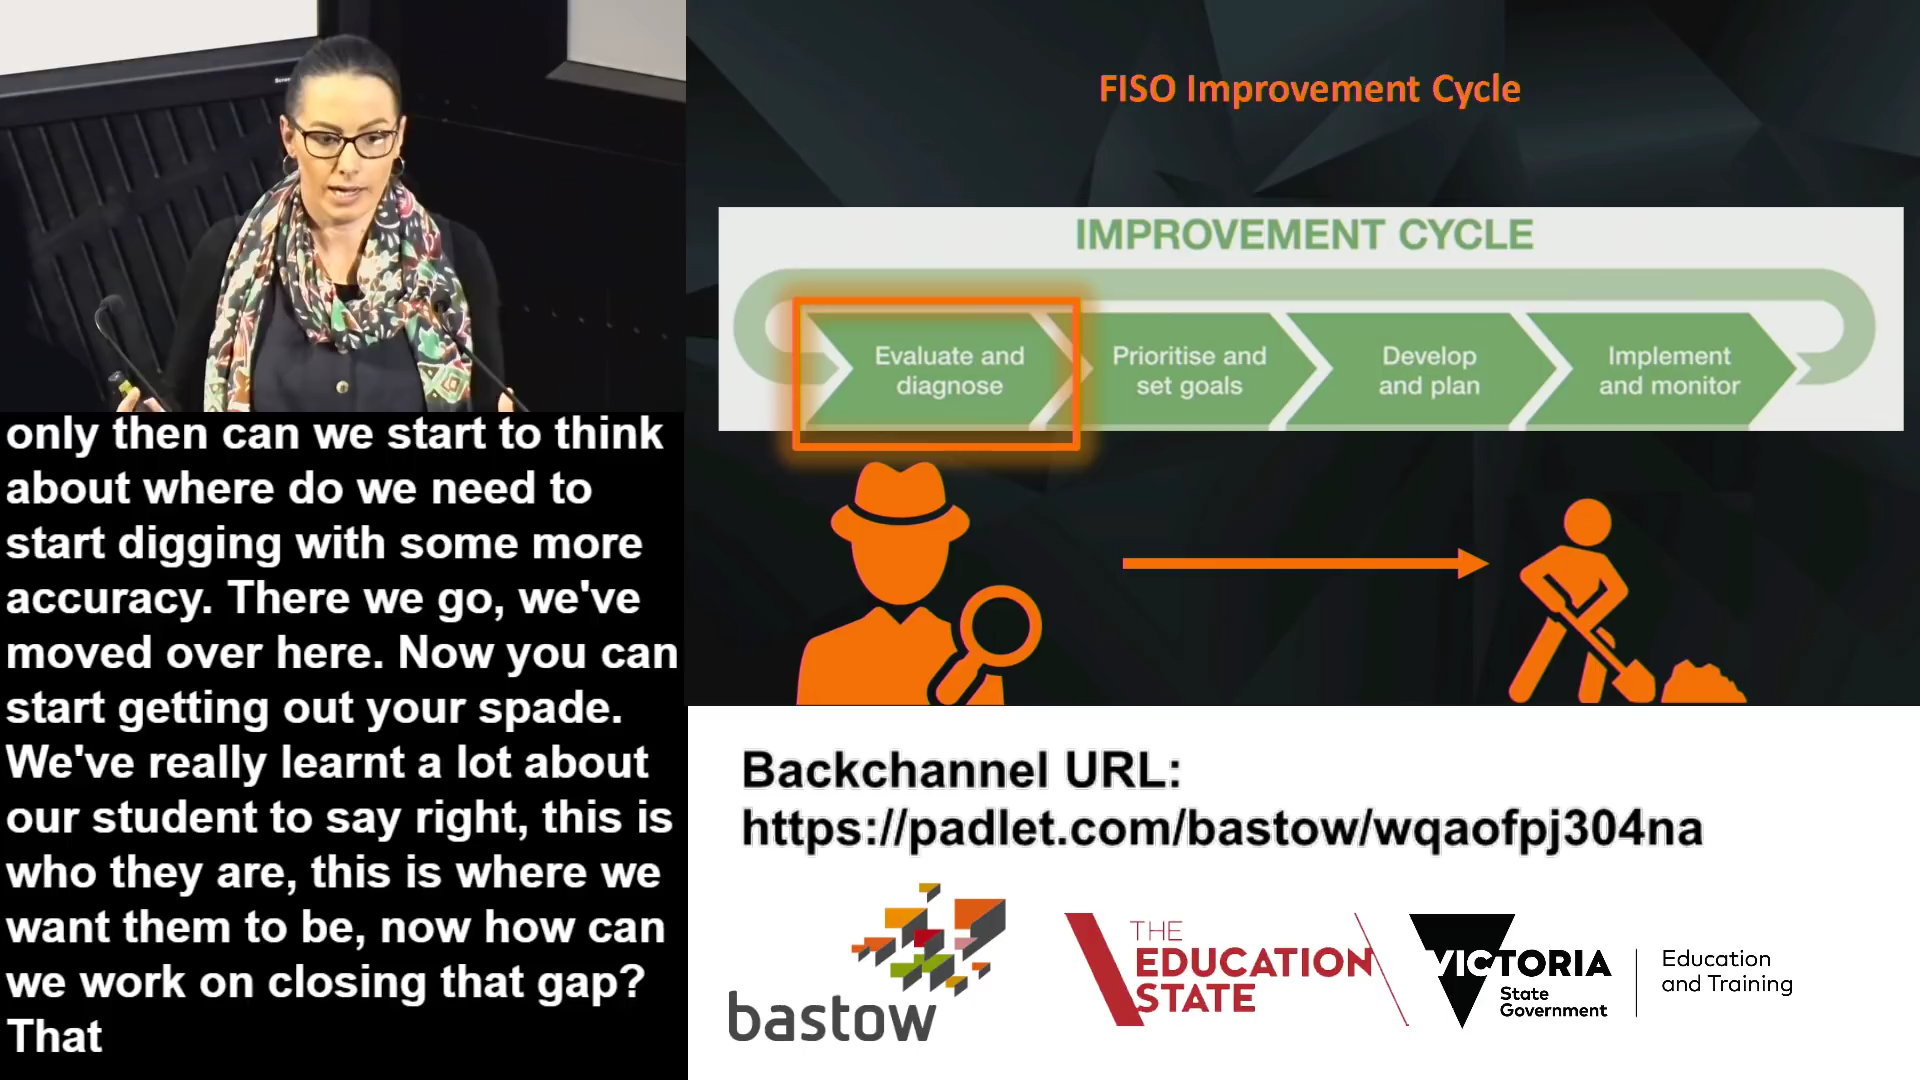 only then can we start to think
about where do we need to
start digging with some more
accuracy. There we go, we've
moved over here. Now you can
start getting out your spade.
We've really learnt a lot about
our student to say right, this is
who they are, this is where we
want them to be, now how can
we work on closing that gap?
That
FISO Improvement Cycle
IMPROVEMENT CYCLE
Evaluate and
diagnose
Prioritise and
set goals
Develop
and plan
Implement
and monitor
Backchannel URL:
https://padlet.com/bastow/wqaofpj304na
bastow
THE
EDUCATION
STATE
VICTORIA
State
Government
Education
and Training